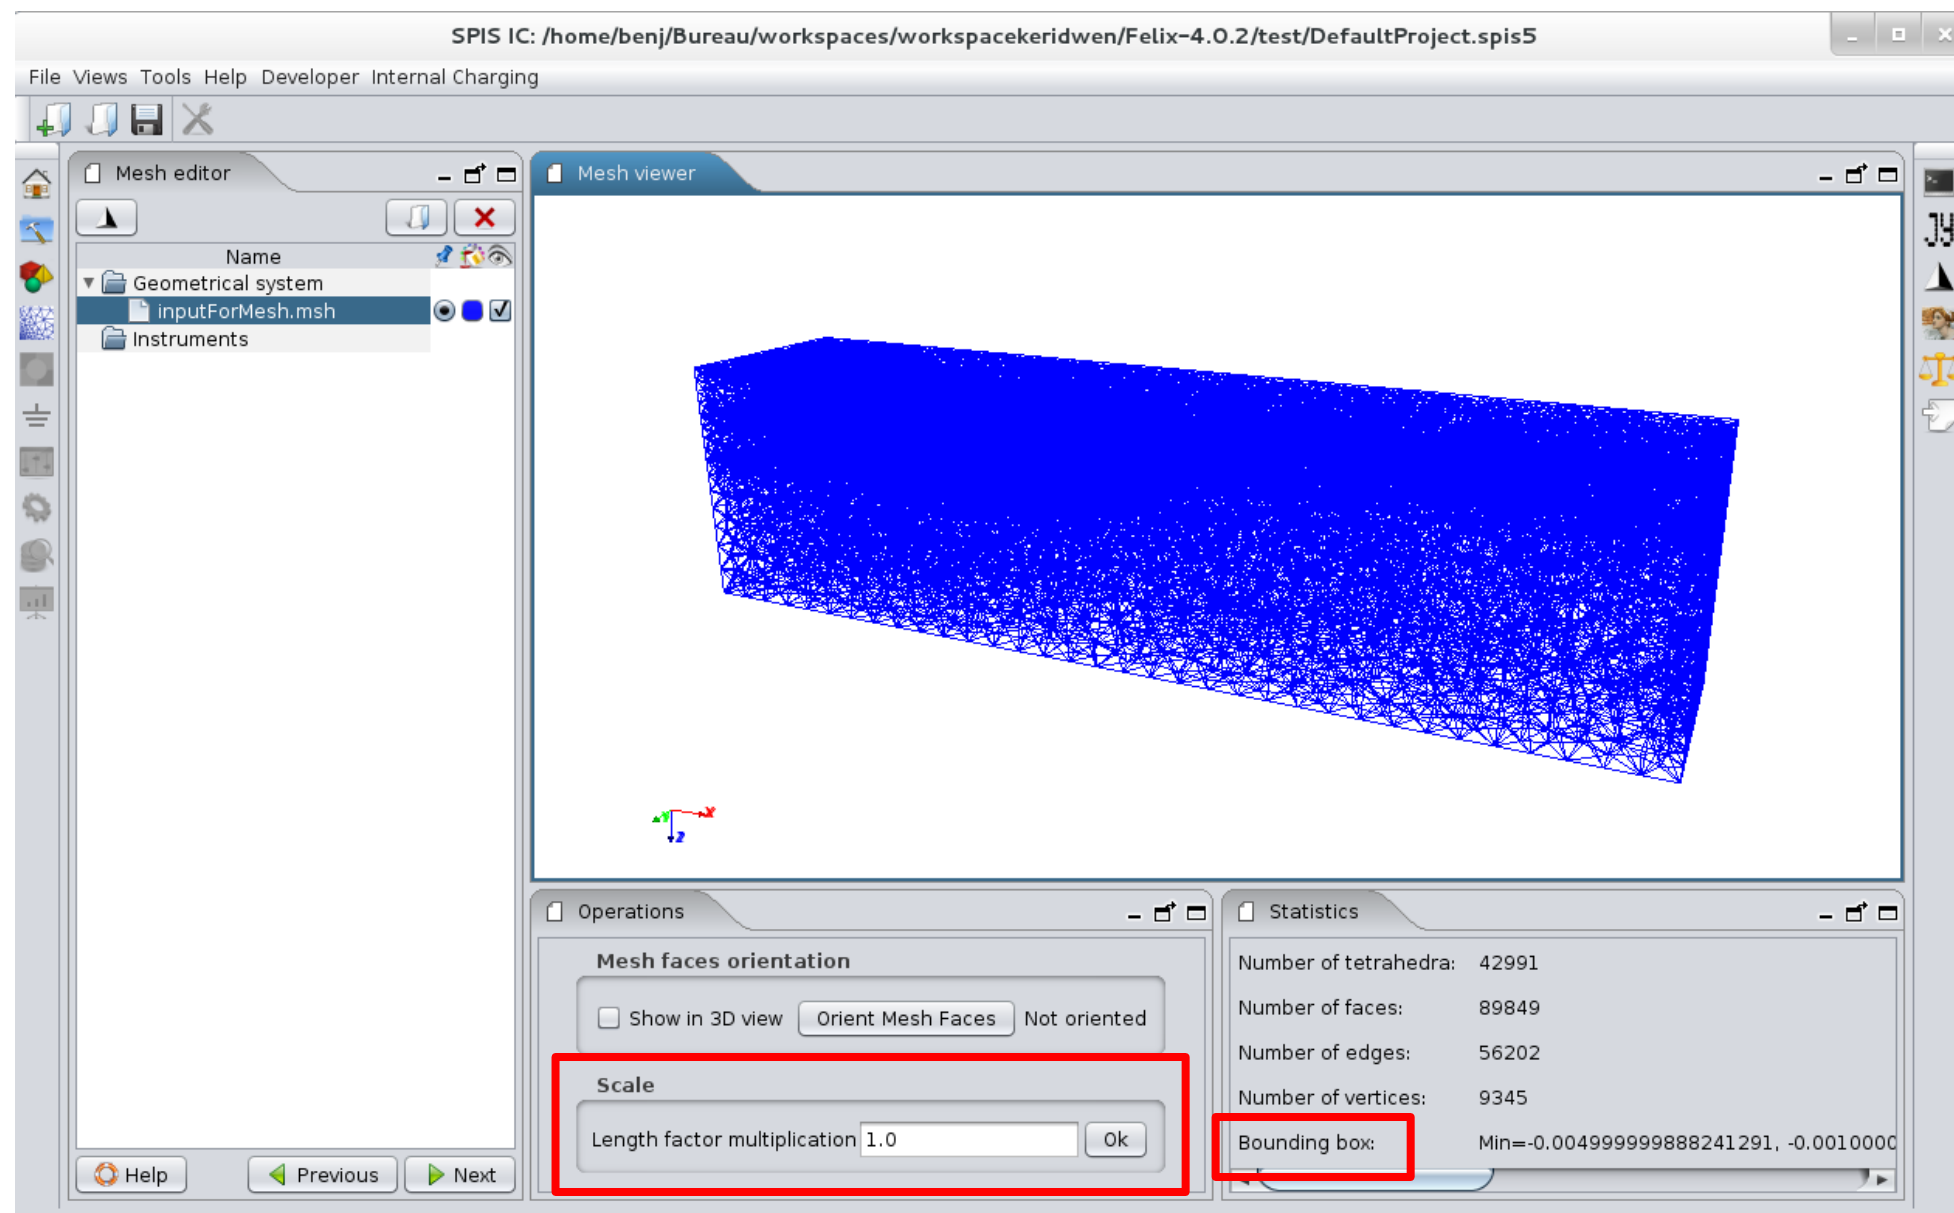 SPIS IC: /home/benj/Bureau/workspaces/workspacekeridwen/Felix-4.0.2/test/DefaultProject.spis5
File Views Tools Help Developer Internal Charging
Mesh editor
Name
Geometrical system
inputForMesh.msh
Instruments
Help
Previous
Next
Mesh viewer
Y
X
Z
Operations
Mesh faces orientation
Show in 3D view
Orient Mesh Faces
Not oriented
Scale
Length factor multiplication 1.0
Ok
Statistics
Number of tetrahedra: 42991
Number of faces: 89849
Number of edges: 56202
Number of vertices: 9345
Bounding box: Min=-0.004999999888241291, -0.0010000
JY